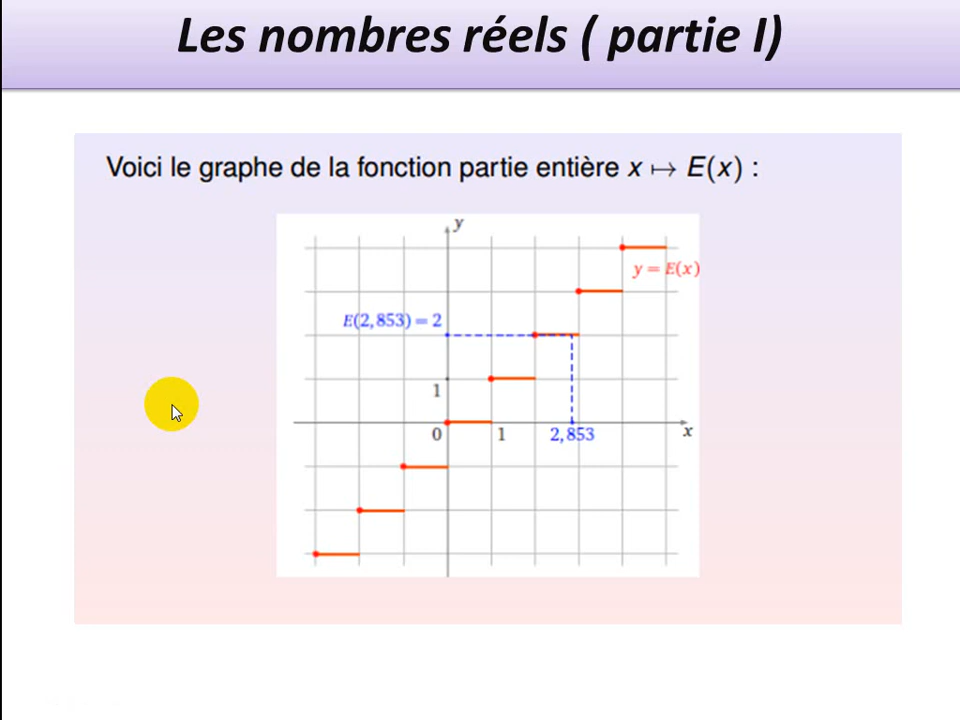 Les nombres réels ( partie I)
Voici le graphe de la fonction partie entière x ↦ E(x) :
y
y = E(x)
E(2,853) = 2
1
0 1 2,853 x